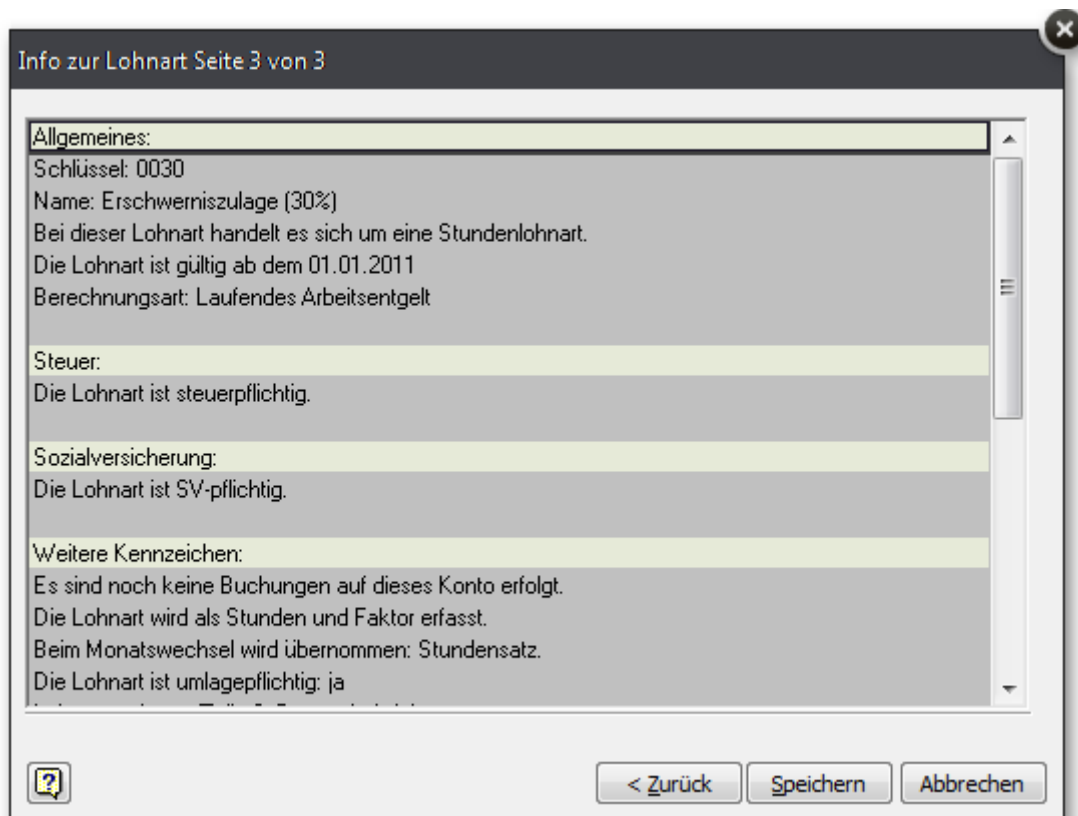 Info zur Lohnart Seite 3 von 3
Allgemeines:
Schlüssel: 0030
Name: Erschwerniszulage (30%)
Bei dieser Lohnart handelt es sich um eine Stundenlohnart.
Die Lohnart ist gültig ab dem 01.01.2011
Berechnungsart: Laufendes Arbeitsentgelt
Steuer:
Die Lohnart ist steuerpflichtig.
Sozialversicherung:
Die Lohnart ist SV-pflichtig.
Weitere Kennzeichen:
Es sind noch keine Buchungen auf dieses Konto erfolgt.
Die Lohnart wird als Stunden und Faktor erfasst.
Beim Monatswechsel wird übernommen: Stundensatz.
Die Lohnart ist umlagepflichtig: ja
< Zurück
Speichern
Abbrechen